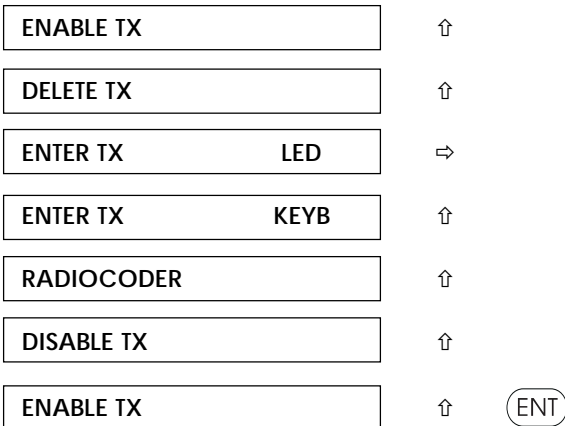 ENABLE TX ⇧
DELETE TX ⇧
ENTER TX LED ⇨
ENTER TX KEYB ⇧
RADIOCODER ⇧
DISABLE TX ⇧
ENABLE TX ⇧ ENT